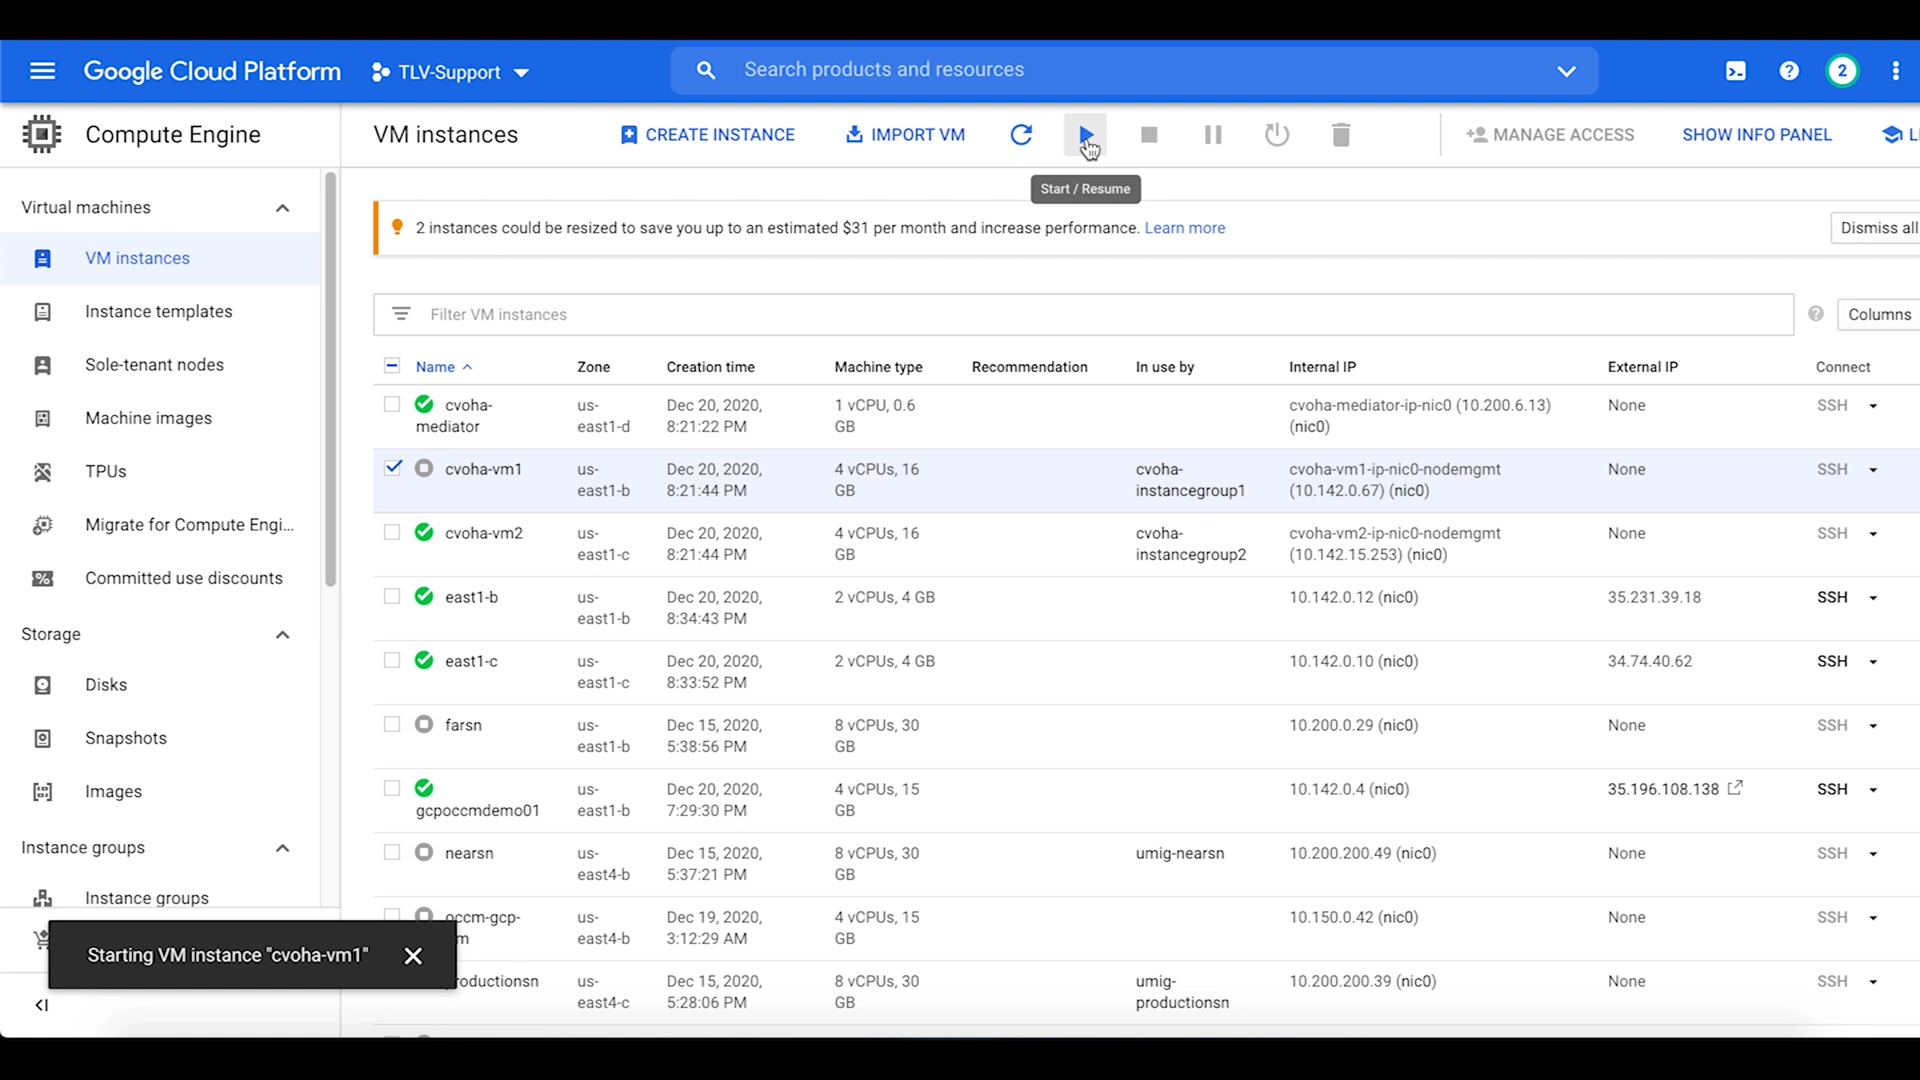 Google Cloud Platform
TLV-Support
Search products and resources
2
Compute Engine
VM instances
CREATE INSTANCE
IMPORT VM
MANAGE ACCESS
SHOW INFO PANEL
Start / Resume
Virtual machines
VM instances
Instance templates
Sole-tenant nodes
Machine images
TPUs
Migrate for Compute Engi...
Committed use discounts
Storage
Disks
Snapshots
Images
Instance groups
Instance groups
2 instances could be resized to save you up to an estimated $31 per month and increase performance. Learn more
Dismiss all
Filter VM instances
Columns
Name Zone Creation time Machine type Recommendation In use by Internal IP External IP Connect
cvoha- us- Dec 20, 2020, 1 vCPU, 0.6 cvoha-mediator-ip-nic0 (10.200.6.13) None SSH
mediator east1-d 8:21:22 PM GB (nic0)
cvoha-vm1 us- Dec 20, 2020, 4 vCPUs, 16 cvoha- cvoha-vm1-ip-nic0-nodemgmt None SSH
east1-b 8:21:44 PM GB instancegroup1 (10.142.0.67) (nic0)
cvoha-vm2 us- Dec 20, 2020, 4 vCPUs, 16 cvoha- cvoha-vm2-ip-nic0-nodemgmt None SSH
east1-c 8:21:44 PM GB instancegroup2 (10.142.15.253) (nic0)
east1-b us- Dec 20, 2020, 2 vCPUs, 4 GB 10.142.0.12 (nic0) 35.231.39.18 SSH
east1-b 8:34:43 PM
east1-c us- Dec 20, 2020, 2 vCPUs, 4 GB 10.142.0.10 (nic0) 34.74.40.62 SSH
east1-c 8:33:52 PM
farsn us- Dec 15, 2020, 8 vCPUs, 30 10.200.0.29 (nic0) None SSH
east1-b 5:38:56 PM GB
us- Dec 20, 2020, 4 vCPUs, 15 10.142.0.4 (nic0) 35.196.108.138 SSH
gcpoccmdemo01 east1-b 7:29:30 PM GB
nearsn us- Dec 15, 2020, 8 vCPUs, 30 umig-nearsn 10.200.200.49 (nic0) None SSH
east4-b 5:37:21 PM GB
occm-gcp- us- Dec 19, 2020, 4 vCPUs, 15 10.150.0.42 (nic0) None SSH
m east4-b 3:12:29 AM GB
roductionsn us- Dec 15, 2020, 8 vCPUs, 30 umig- 10.200.200.39 (nic0) None SSH
east4-c 5:28:06 PM GB productionsn
Starting VM instance "cvoha-vm1"